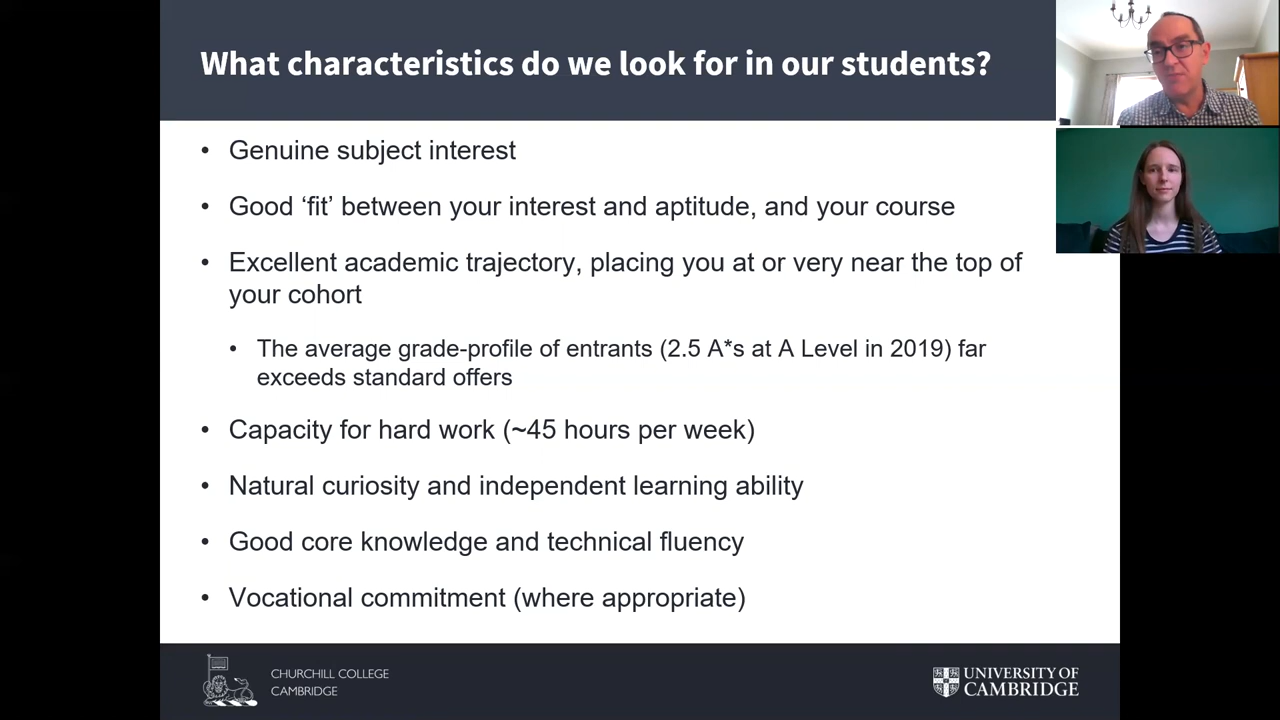 What characteristics do we look for in our students?
• Genuine subject interest
• Good ‘fit’ between your interest and aptitude, and your course
• Excellent academic trajectory, placing you at or very near the top of
your cohort
• The average grade-profile of entrants (2.5 A*s at A Level in 2019) far
exceeds standard offers
• Capacity for hard work (~45 hours per week)
• Natural curiosity and independent learning ability
• Good core knowledge and technical fluency
• Vocational commitment (where appropriate)
CHURCHILL COLLEGE
CAMBRIDGE
UNIVERSITY OF
CAMBRIDGE